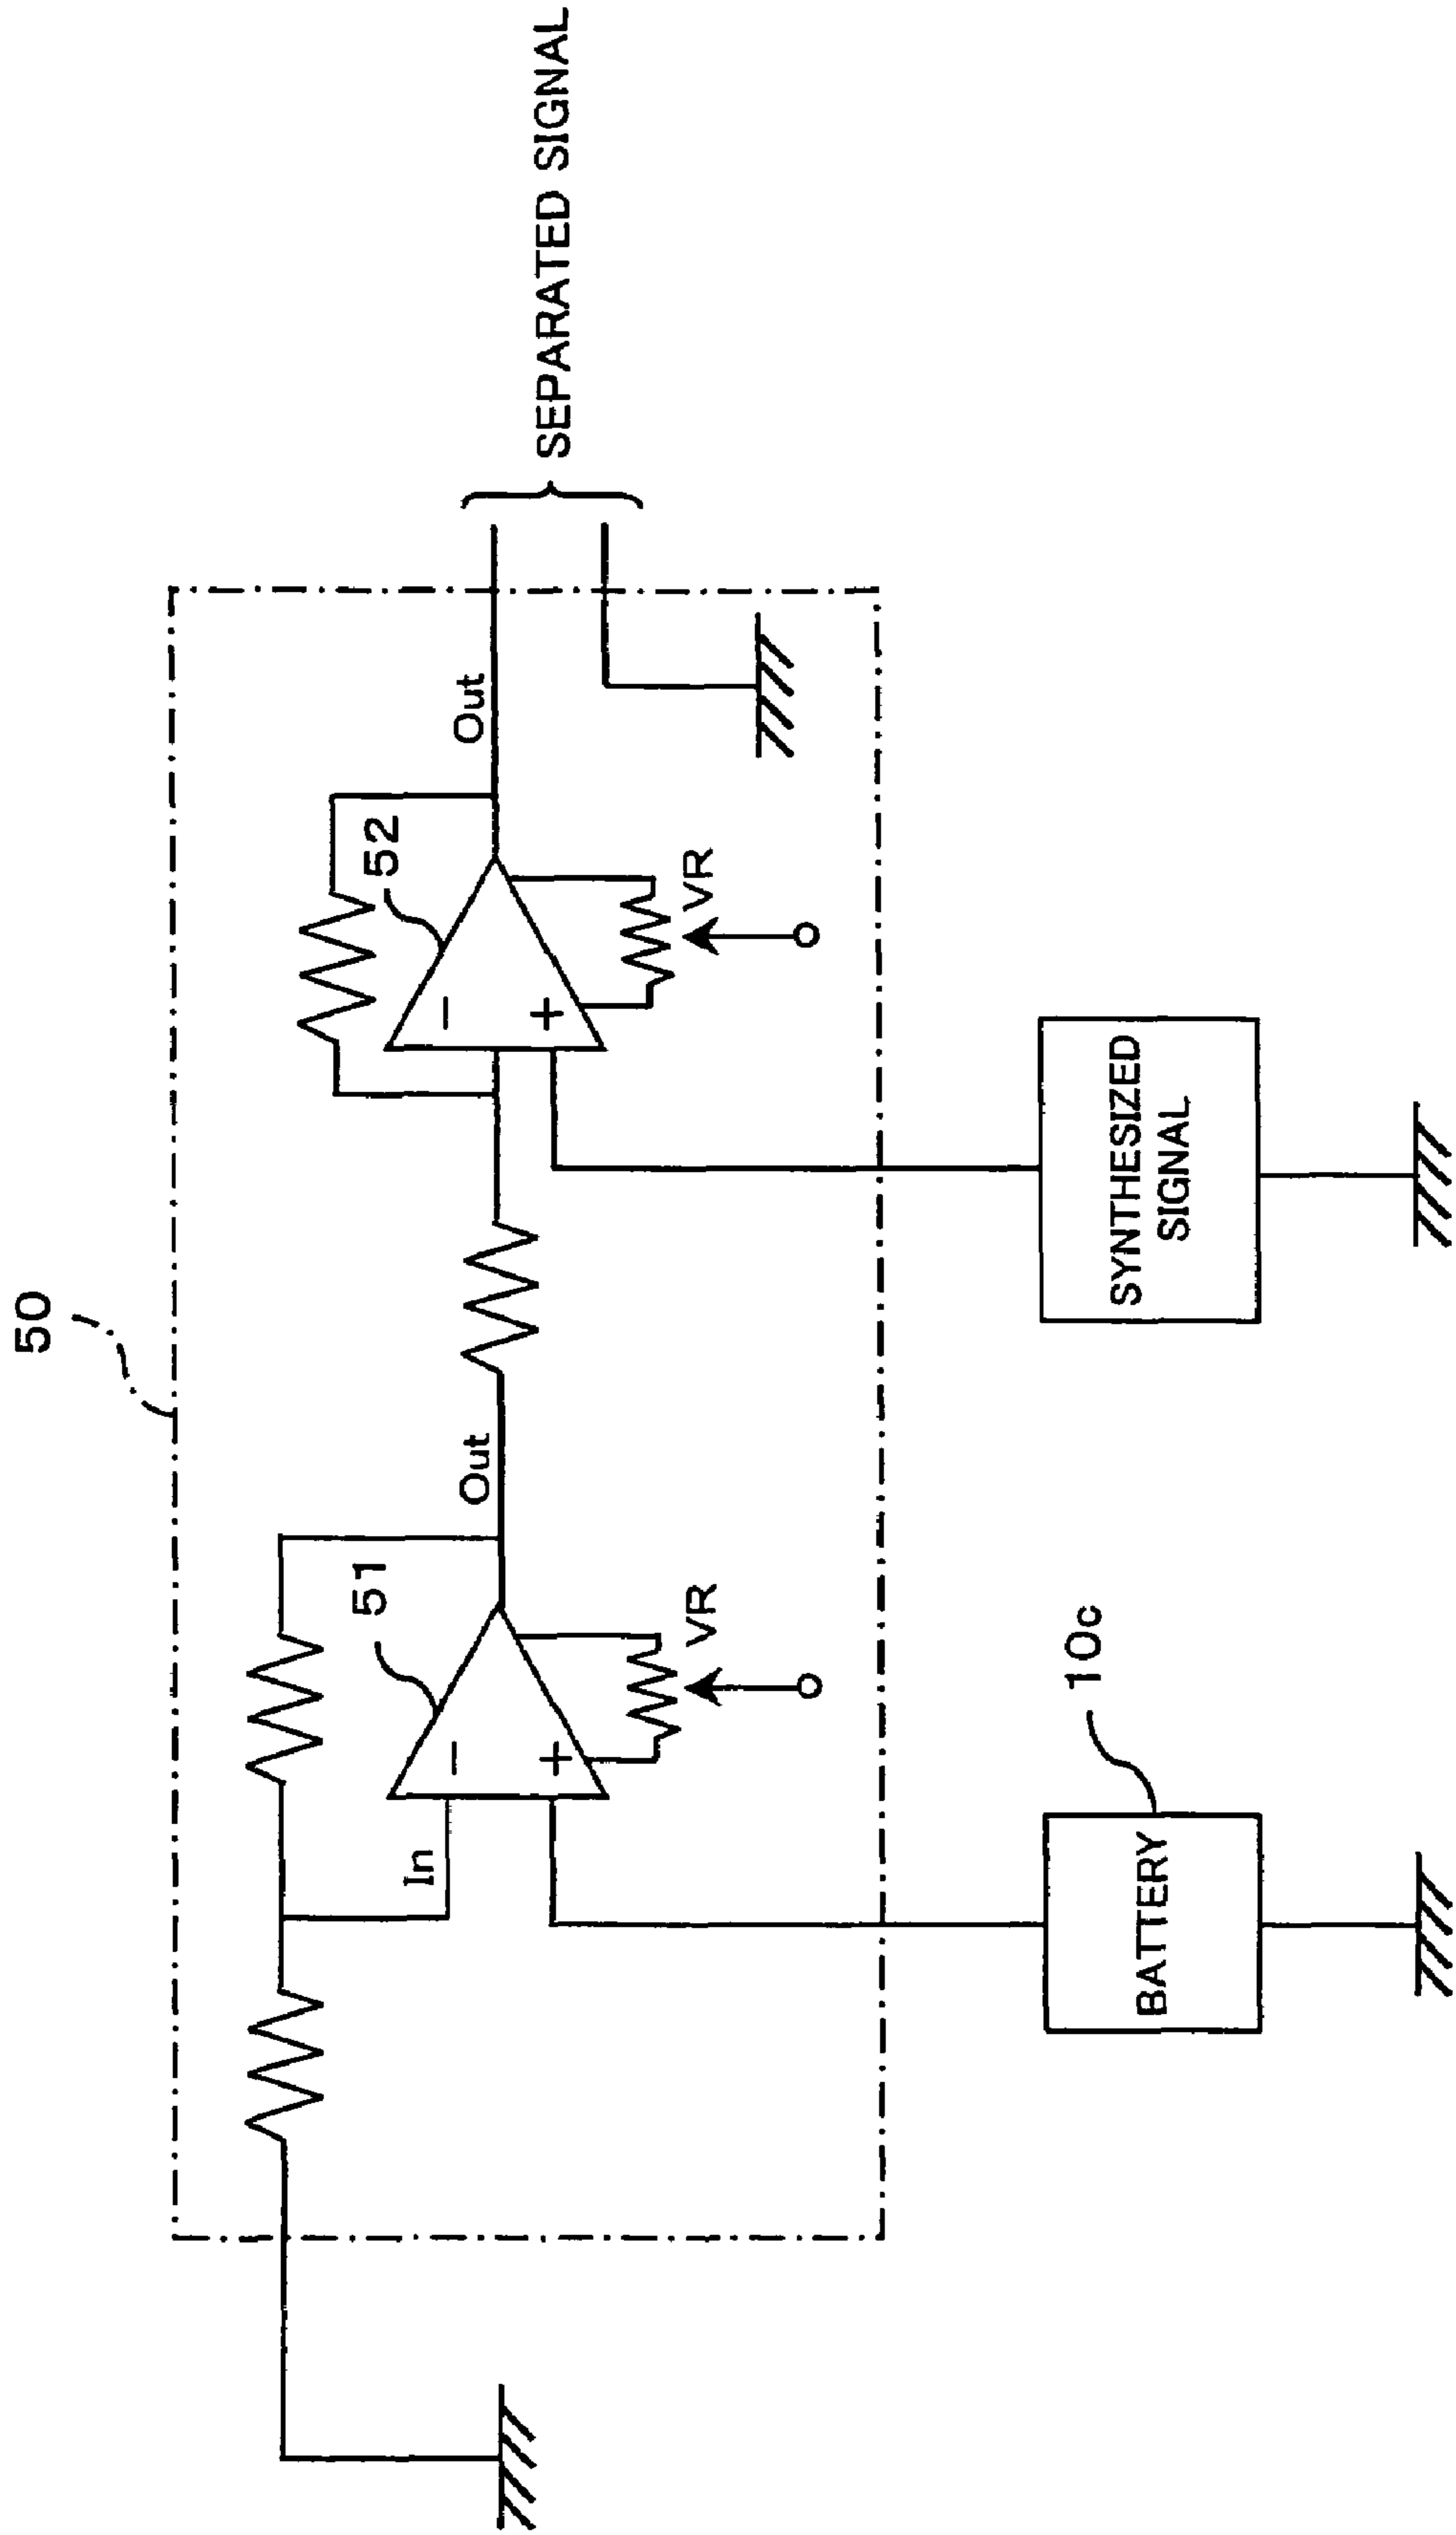 50
51
52
In
Out
Out
−
+
−
+
VR
VR
SEPARATED SIGNAL
10c
BATTERY
SYNTHESIZED
SIGNAL